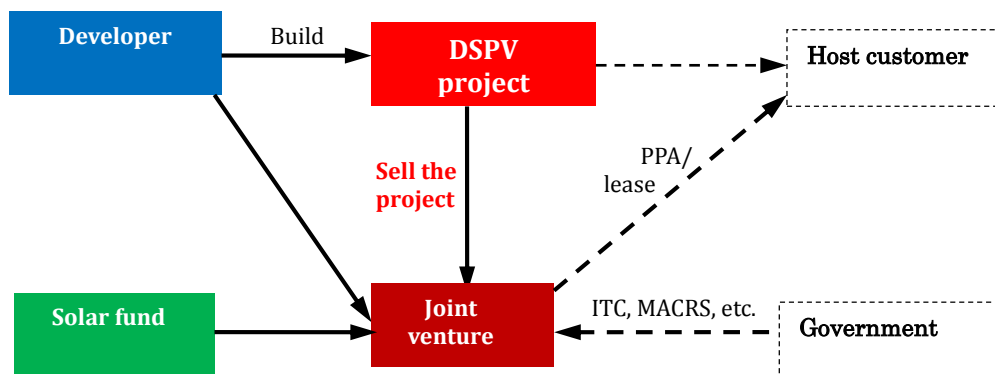 Developer
Build
DSPV
project
Host customer
Sell the
project
PPA/
lease
Solar fund
Joint
venture
ITC, MACRS, etc.
Government